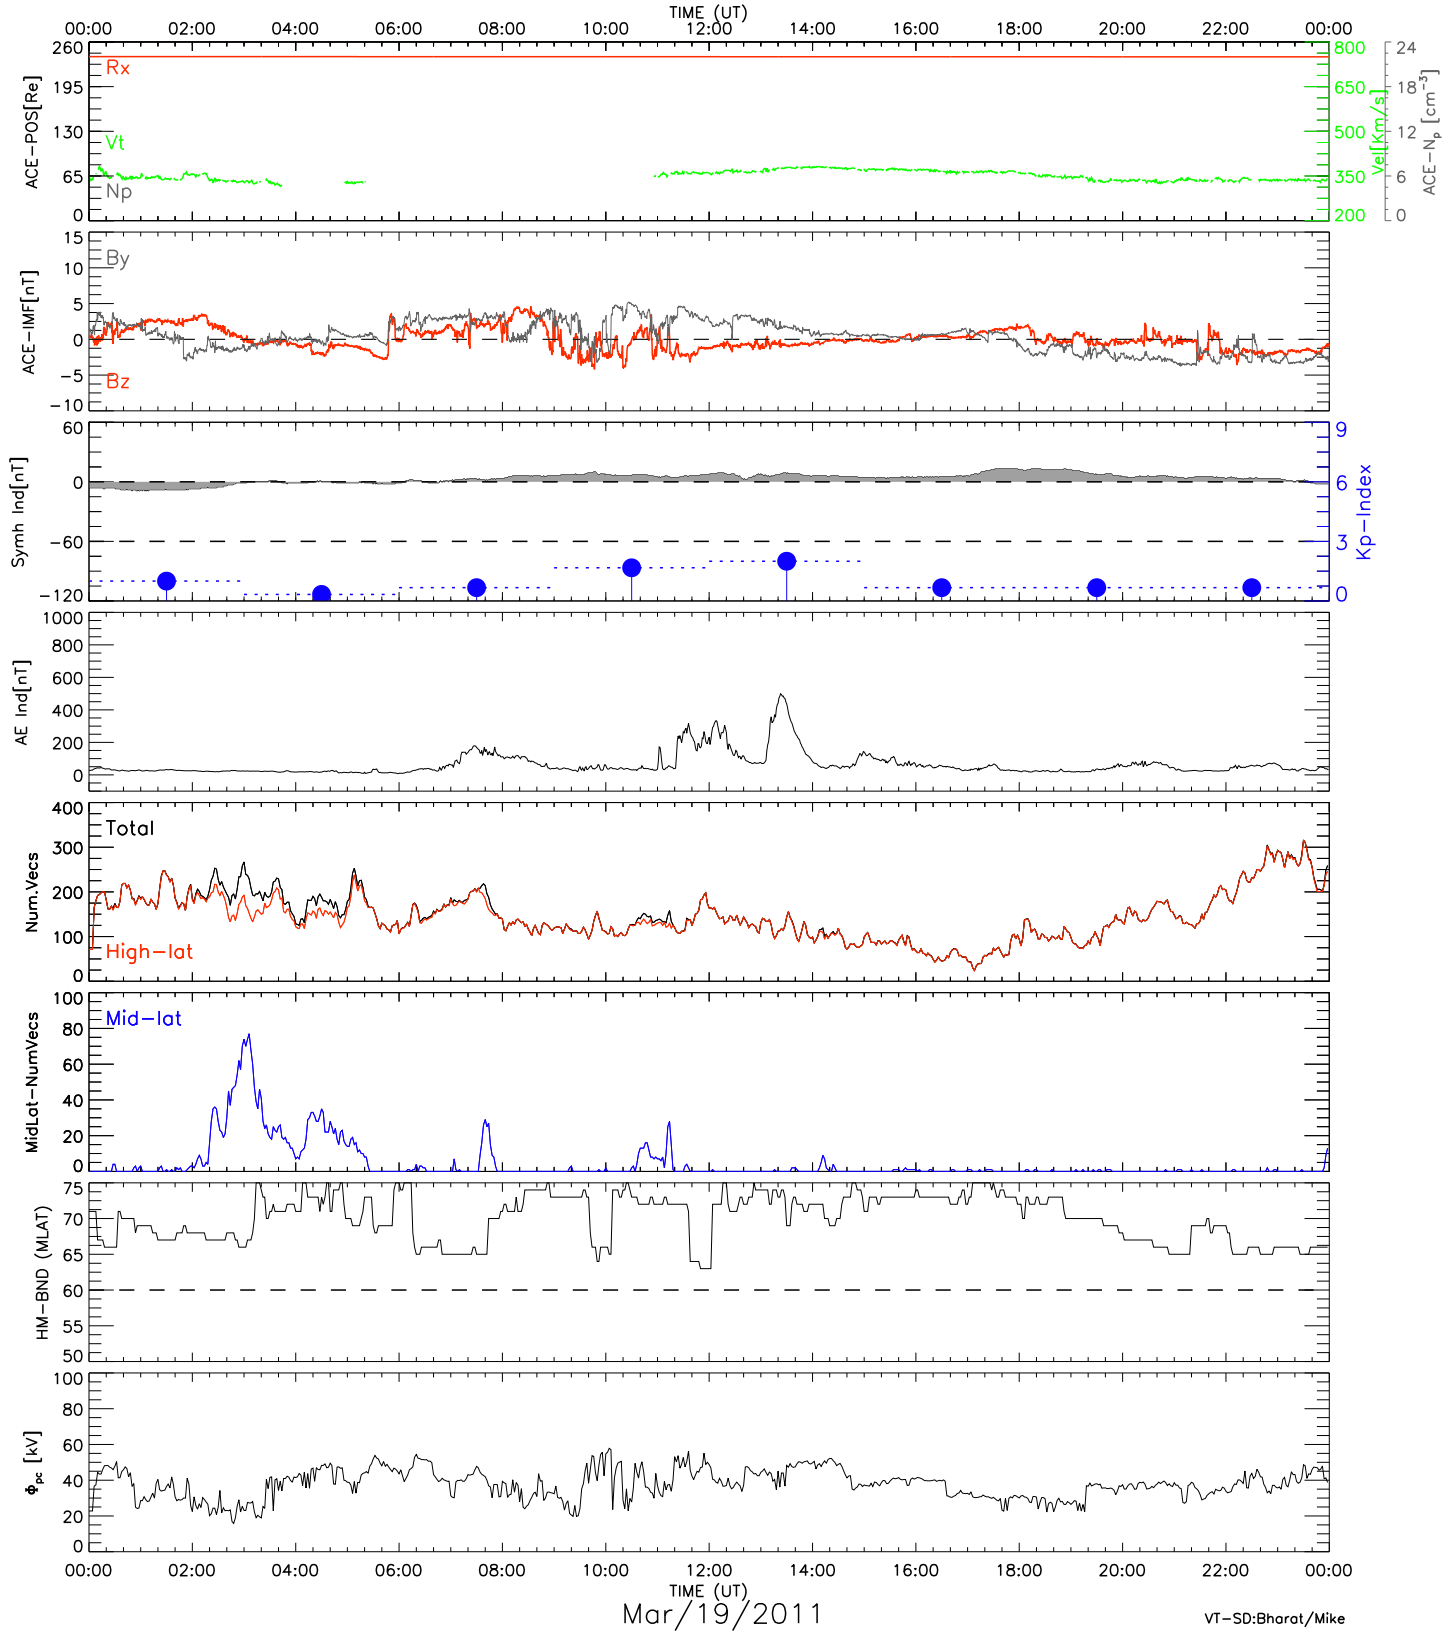 TIME (UT)
00:00 02:00 04:00 06:00 08:00 10:00 12:00 14:00 16:00 18:00 20:00 22:00 00:00
ACE-POS[Re]
260
195
130
65
0
Rx
Vt
Np
800
650
500
350
200
Vel[Km/s]
24
18
12
6
0
ACE-Np [cm⁻³]
ACE-IMF[nT]
15
10
5
0
-5
-10
By
Bz
Symh Ind[nT]
60
0
-60
-120
9
6
3
0
Kp-Index
AE Ind[nT]
1000
800
600
400
200
0
Num.Vecs
400
300
200
100
0
Total
High-lat
MidLat-NumVecs
100
80
60
40
20
0
Mid-lat
HM-BND (MLAT)
75
70
65
60
55
50
Φpc [kV]
100
80
60
40
20
0
00:00 02:00 04:00 06:00 08:00 10:00 12:00 14:00 16:00 18:00 20:00 22:00 00:00
TIME (UT)
Mar/19/2011
VT-SD:Bharat/Mike